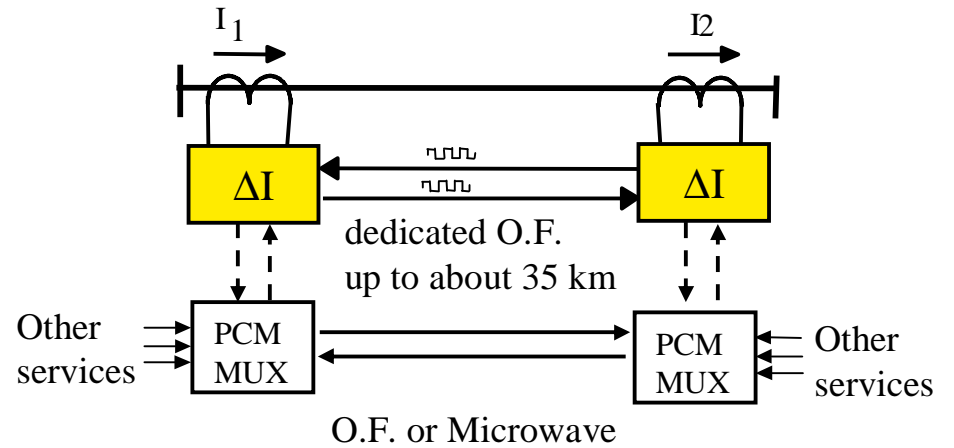 I1
I2
ΔI
ΔI
dedicated O.F.
up to about 35 km
Other
services
PCM
MUX
PCM
MUX
Other
services
O.F. or Microwave